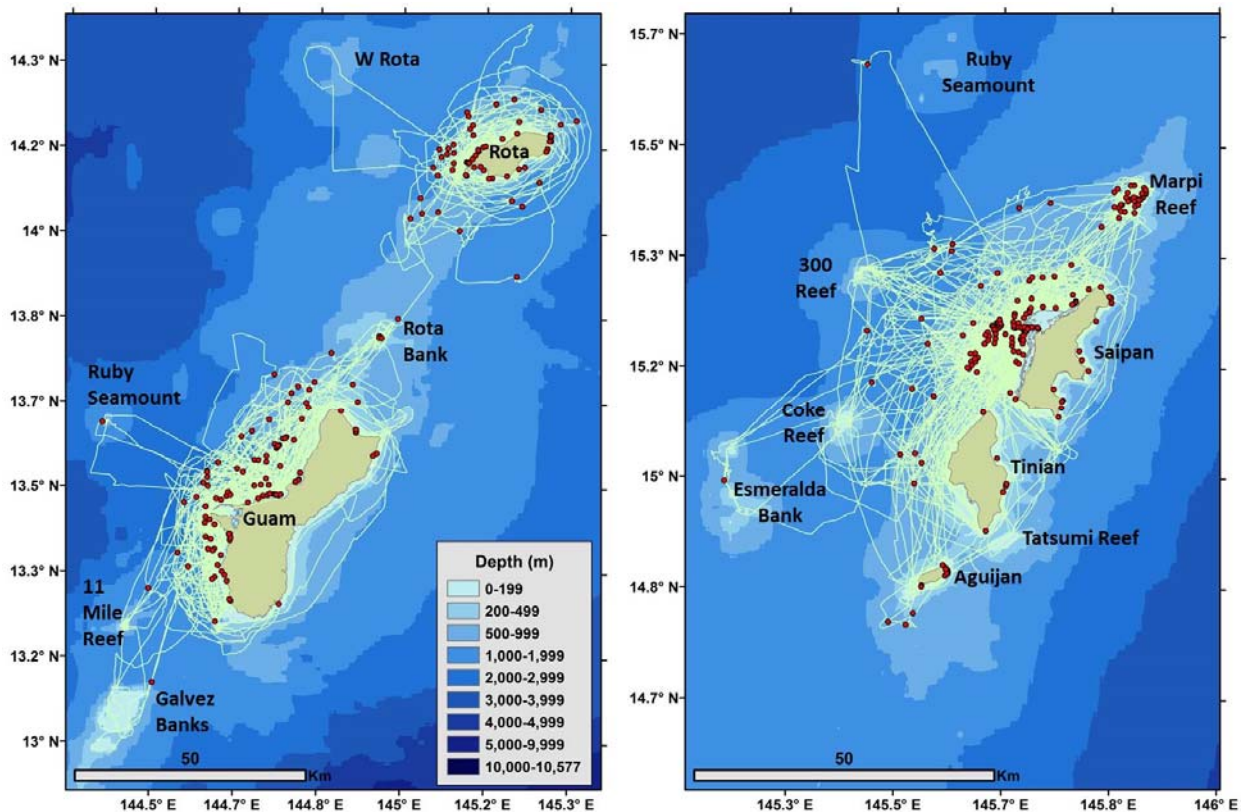 14.3° N
14.2° N
14° N
13.8° N
13.7° N
13.5° N
13.3° N
13.2° N
13° N
W Rota
Rota
Rota
Bank
Ruby
Seamount
Guam
11
Mile
Reef
Galvez
Banks
50
Km
Depth (m)
0-199
200-499
500-999
1,000-1,999
2,000-2,999
3,000-3,999
4,000-4,999
5,000-9,999
10,000-10,577
144.5° E
144.7° E
144.8° E
145° E
145.2° E
145.3° E
15.7° N
15.5° N
15.3° N
15.2° N
15° N
14.8° N
14.7° N
Ruby
Seamount
Marpi
Reef
300
Reef
Saipan
Coke
Reef
Tinian
Esmeralda
Bank
Tatsumi Reef
Aguijan
50
Km
145.3° E
145.5° E
145.7° E
145.8° E
146° E